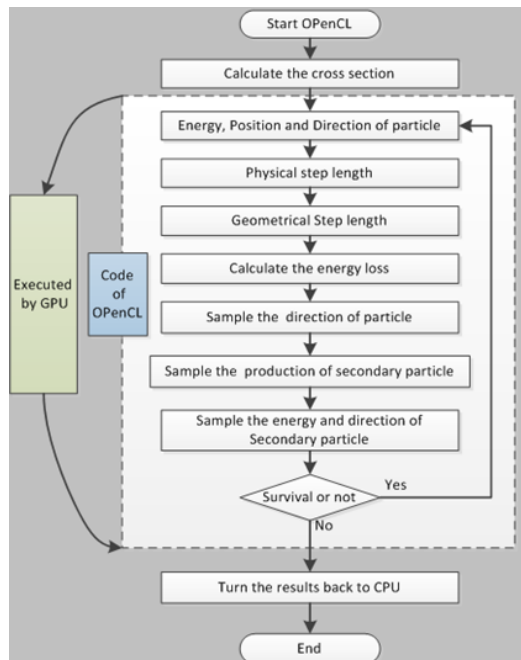 Start OPenCL
Calculate the cross section
Energy, Position and Direction of particle
Physical step length
Geometrical Step length
Executed
by GPU
Code
of
OPenCL
Calculate the energy loss
Sample the direction of particle
Sample the production of secondary particle
Sample the energy and direction of
Secondary particle
Survival or not
Yes
No
Turn the results back to CPU
End